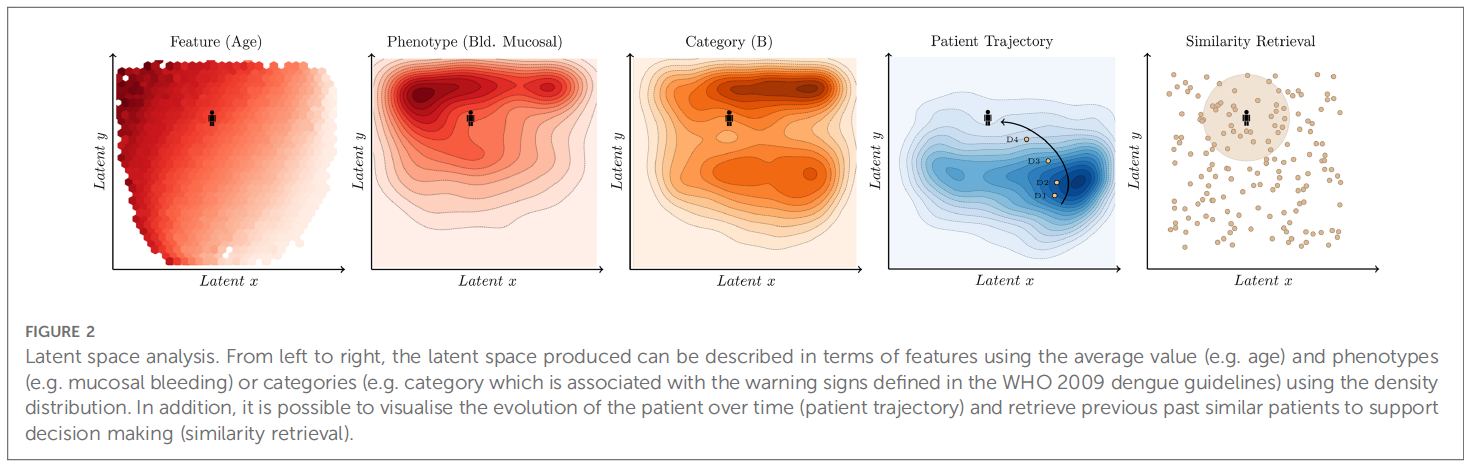 Feature (Age)
Phenotype (Bld. Mucosal)
Category (B)
Patient Trajectory
Similarity Retrieval
Latent y
Latent y
Latent y
Latent y
Latent y
D4
D3
D2
D1
Latent x
Latent x
Latent x
Latent x
Latent x
FIGURE 2
Latent space analysis. From left to right, the latent space produced can be described in terms of features using the average value (e.g. age) and phenotypes
(e.g. mucosal bleeding) or categories (e.g. category which is associated with the warning signs defined in the WHO 2009 dengue guidelines) using the density
distribution. In addition, it is possible to visualise the evolution of the patient over time (patient trajectory) and retrieve previous past similar patients to support
decision making (similarity retrieval).